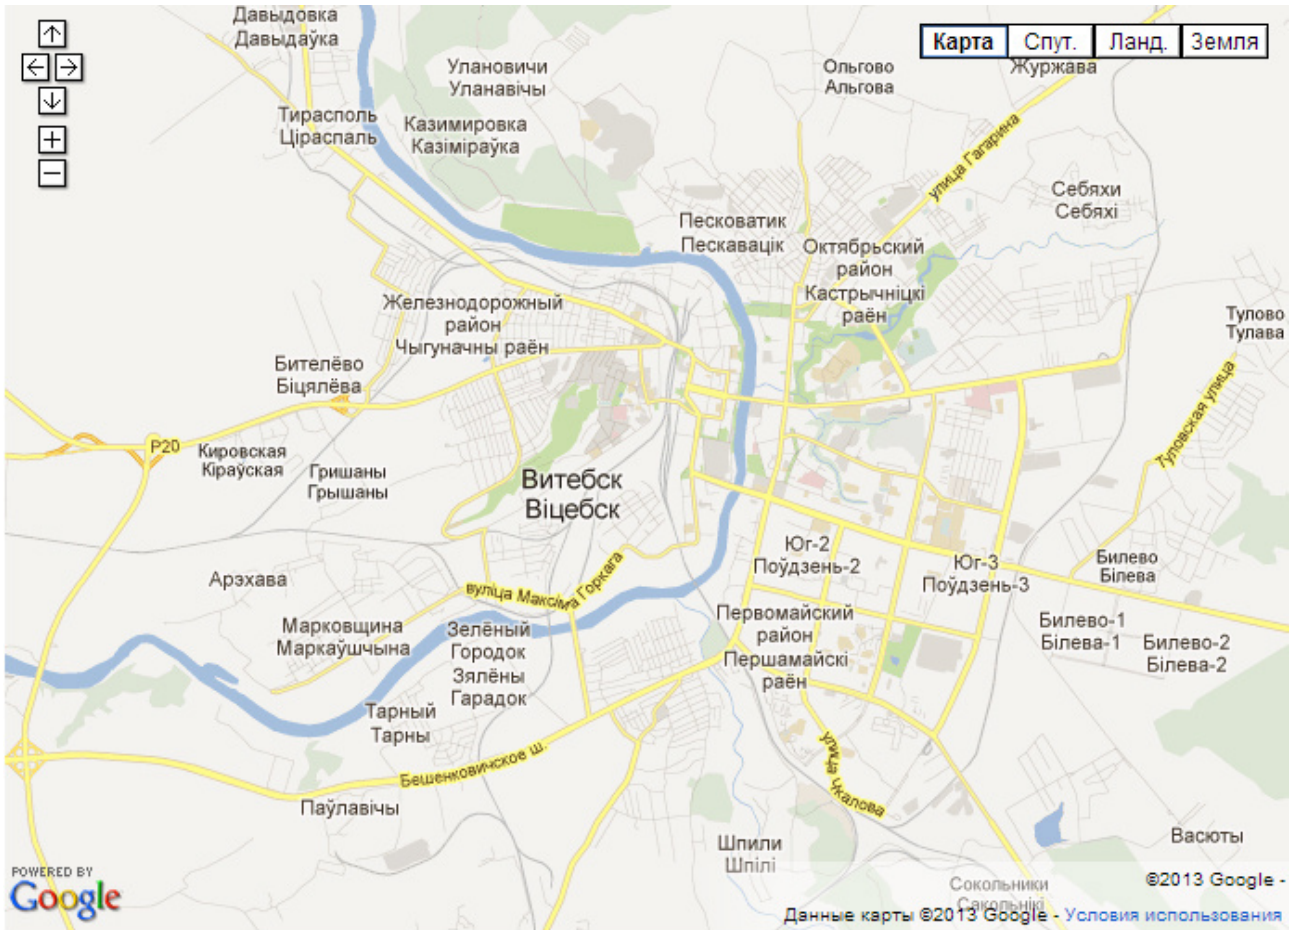 Давыдовка
Давыдаўка
Карта
Спут.
Ланд.
Земля
Улановичи
Уланавічы
Ольгово
Альгова
Журжава
Тирасполь
Ціраспаль
Казимировка
Казіміраўка
улица Гагарина
Себяхи
Себяхі
Песковатик
Пескавацік
Октябрьский
район
Кастрычніцкі
раён
Железнодорожный
район
Чыгуначны раён
Тулово
Тулава
Бителёво
Біцялёва
Туловская улица
P20
Кировская
Кіраўская
Гришаны
Грышаны
Витебск
Віцебск
Юг-2
Поўдзень-2
Юг-3
Поўдзень-3
Билево
Білева
Арэхава
вуліца Максіма Горкага
Марковщина
Маркаўшчына
Зелёный
Городок
Зялёны
Гарадок
Первомайский
район
Першамайскі
раён
Билево-1
Білева-1
Билево-2
Білева-2
Тарный
Тарны
Бешенковичское ш.
Паўлавічы
Шпили
Шпілі
Васюты
POWERED BY
Google
Сокольники
Сакольнікі
©2013 Google -
Данные карты ©2013 Google - Условия использования